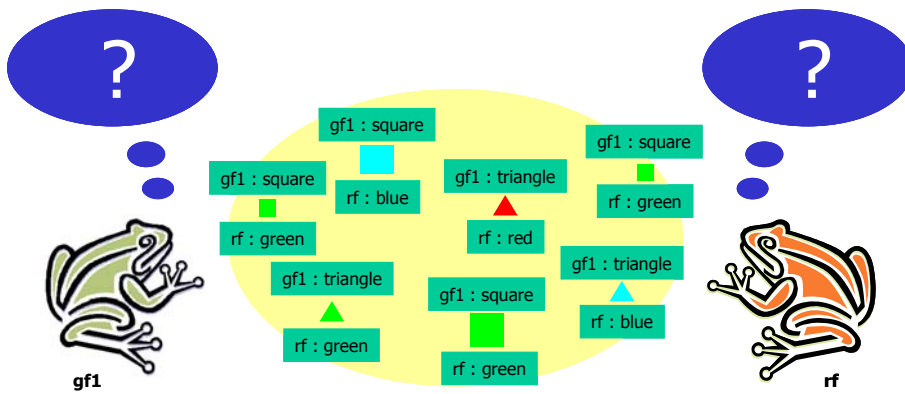 ?
?
gf1 : square
rf : blue
gf1 : square
rf : green
gf1 : triangle
rf : red
gf1 : square
rf : green
gf1 : triangle
rf : green
gf1 : square
rf : green
gf1 : triangle
rf : blue
gf1
rf